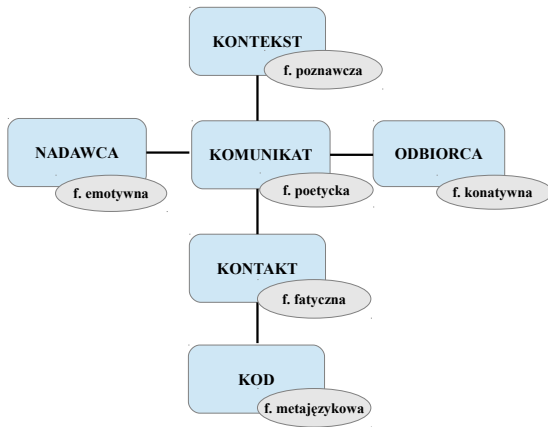 KONTEKST
f. poznawcza
NADAWCA
KOMUNIKAT
ODBIORCA
f. emotywna
f. poetycka
f. konatywna
KONTAKT
f. fatyczna
KOD
f. metajęzykowa